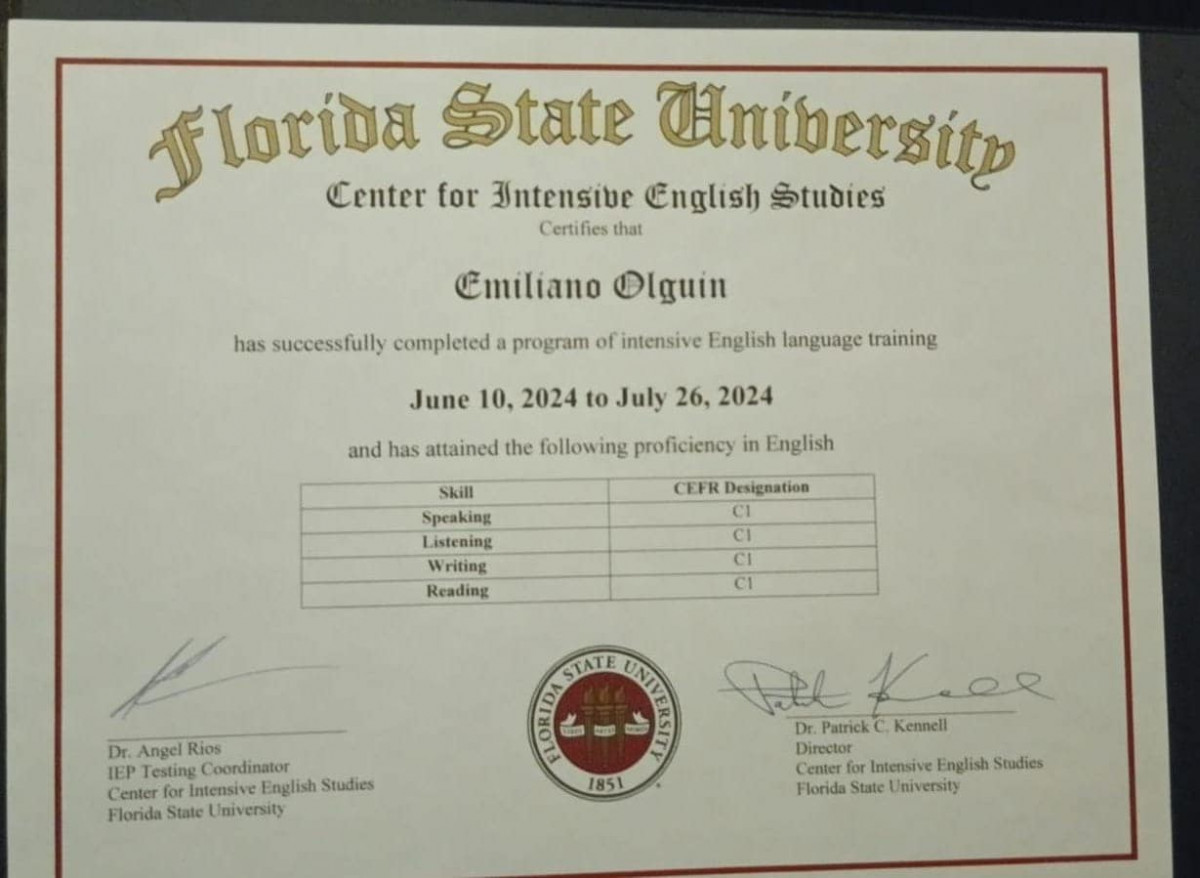 Florida State University
Center for Intensive English Studies
Certifies that
Emiliano Olguin
has successfully completed a program of intensive English language training
June 10, 2024 to July 26, 2024
and has attained the following proficiency in English
Skill CEFR Designation
Speaking C1
Listening C1
Writing C1
Reading C1
Dr. Angel Rios
IEP Testing Coordinator
Center for Intensive English Studies
Florida State University
FLORIDA STATE UNIVERSITY
1851
Dr. Patrick C. Kennell
Director
Center for Intensive English Studies
Florida State University